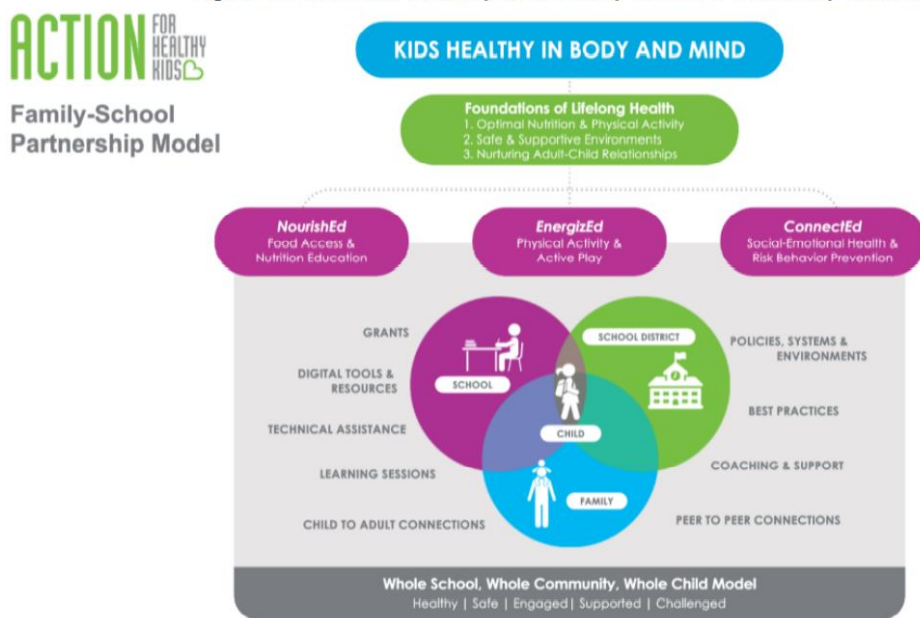 ACTION FOR HEALTHY KIDS
Family-School
Partnership Model
KIDS HEALTHY IN BODY AND MIND
Foundations of Lifelong Health
1. Optimal Nutrition & Physical Activity
2. Safe & Supportive Environments
3. Nurturing Adult-Child Relationships
NourishEd
Food Access &
Nutrition Education
EnergizEd
Physical Activity &
Active Play
ConnectEd
Social-Emotional Health &
Risk Behavior Prevention
GRANTS
DIGITAL TOOLS &
RESOURCES
TECHNICAL ASSISTANCE
LEARNING SESSIONS
CHILD TO ADULT CONNECTIONS
SCHOOL
SCHOOL DISTRICT
CHILD
FAMILY
POLICIES, SYSTEMS &
ENVIRONMENTS
BEST PRACTICES
COACHING & SUPPORT
PEER TO PEER CONNECTIONS
Whole School, Whole Community, Whole Child Model
Healthy | Safe | Engaged| Supported | Challenged